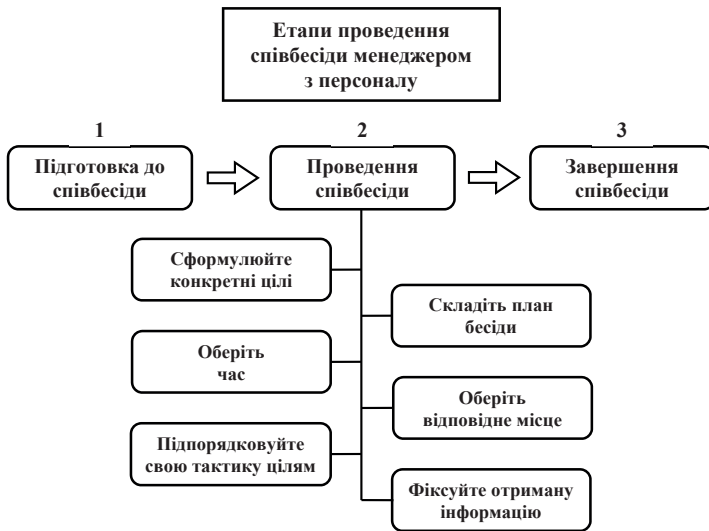 Етапи проведення
співбесіди менеджером
з персоналу
1
2
3
Підготовка до
співбесіди
Проведення
співбесіди
Завершення
співбесіди
Сформулюйте
конкретні цілі
Складіть план
бесіди
Оберіть
час
Оберіть
відповідне місце
Підпорядковуйте
свою тактику цілям
Фіксуйте отриману
інформацію